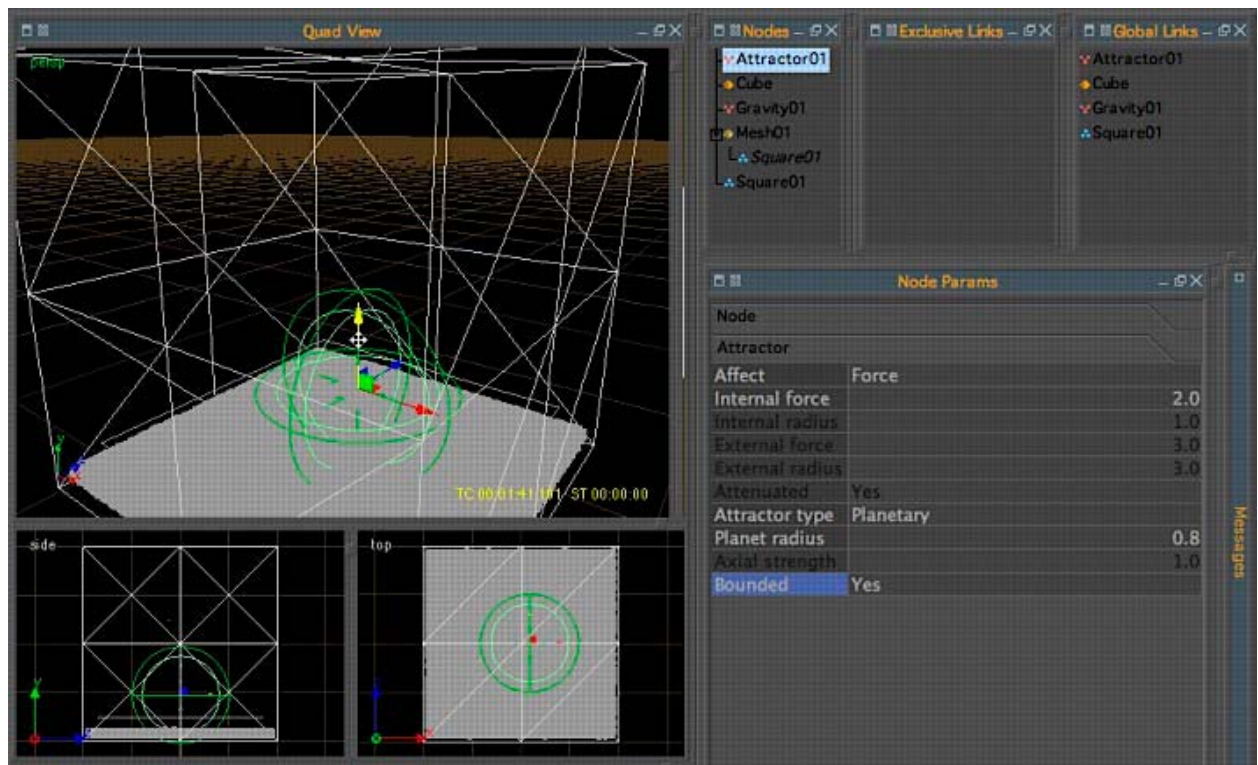 Quad View
persp
TC 00:01:41:101 ST 00:00:00
side
top
Nodes
Attractor01
Cube
Gravity01
Mesh01
Square01
Square01
Exclusive Links
Global Links
Attractor01
Cube
Gravity01
Square01
Node Params
Node
Attractor
Affect Force
Internal force 2.0
Internal radius 1.0
External force 3.0
External radius 3.0
Attenuated Yes
Attractor type Planetary
Planet radius 0.8
Axial strength 1.0
Bounded Yes
Messages